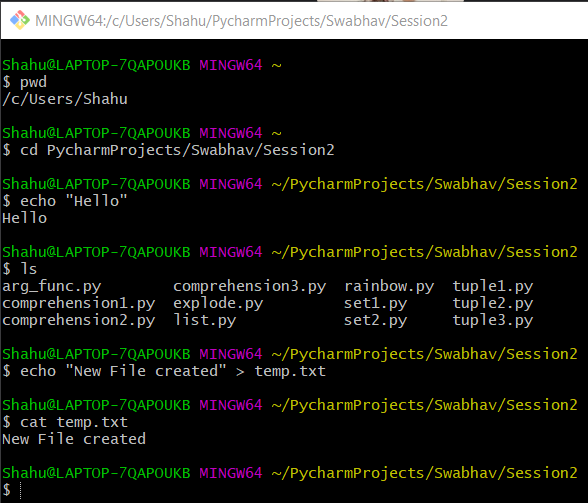 MINGW64:/c/Users/Shahu/PycharmProjects/Swabhav/Session2
Shahu@LAPTOP-7QAPOUKB MINGW64 ~
$ pwd
/c/Users/Shahu
Shahu@LAPTOP-7QAPOUKB MINGW64 ~
$ cd PycharmProjects/Swabhav/Session2
Shahu@LAPTOP-7QAPOUKB MINGW64 ~/PycharmProjects/Swabhav/Session2
$ echo "Hello"
Hello
Shahu@LAPTOP-7QAPOUKB MINGW64 ~/PycharmProjects/Swabhav/Session2
$ ls
arg_func.py        comprehension3.py  rainbow.py  tuple1.py
comprehension1.py  explode.py         set1.py     tuple2.py
comprehension2.py  list.py            set2.py     tuple3.py
Shahu@LAPTOP-7QAPOUKB MINGW64 ~/PycharmProjects/Swabhav/Session2
$ echo "New File created" > temp.txt
Shahu@LAPTOP-7QAPOUKB MINGW64 ~/PycharmProjects/Swabhav/Session2
$ cat temp.txt
New File created
Shahu@LAPTOP-7QAPOUKB MINGW64 ~/PycharmProjects/Swabhav/Session2
$